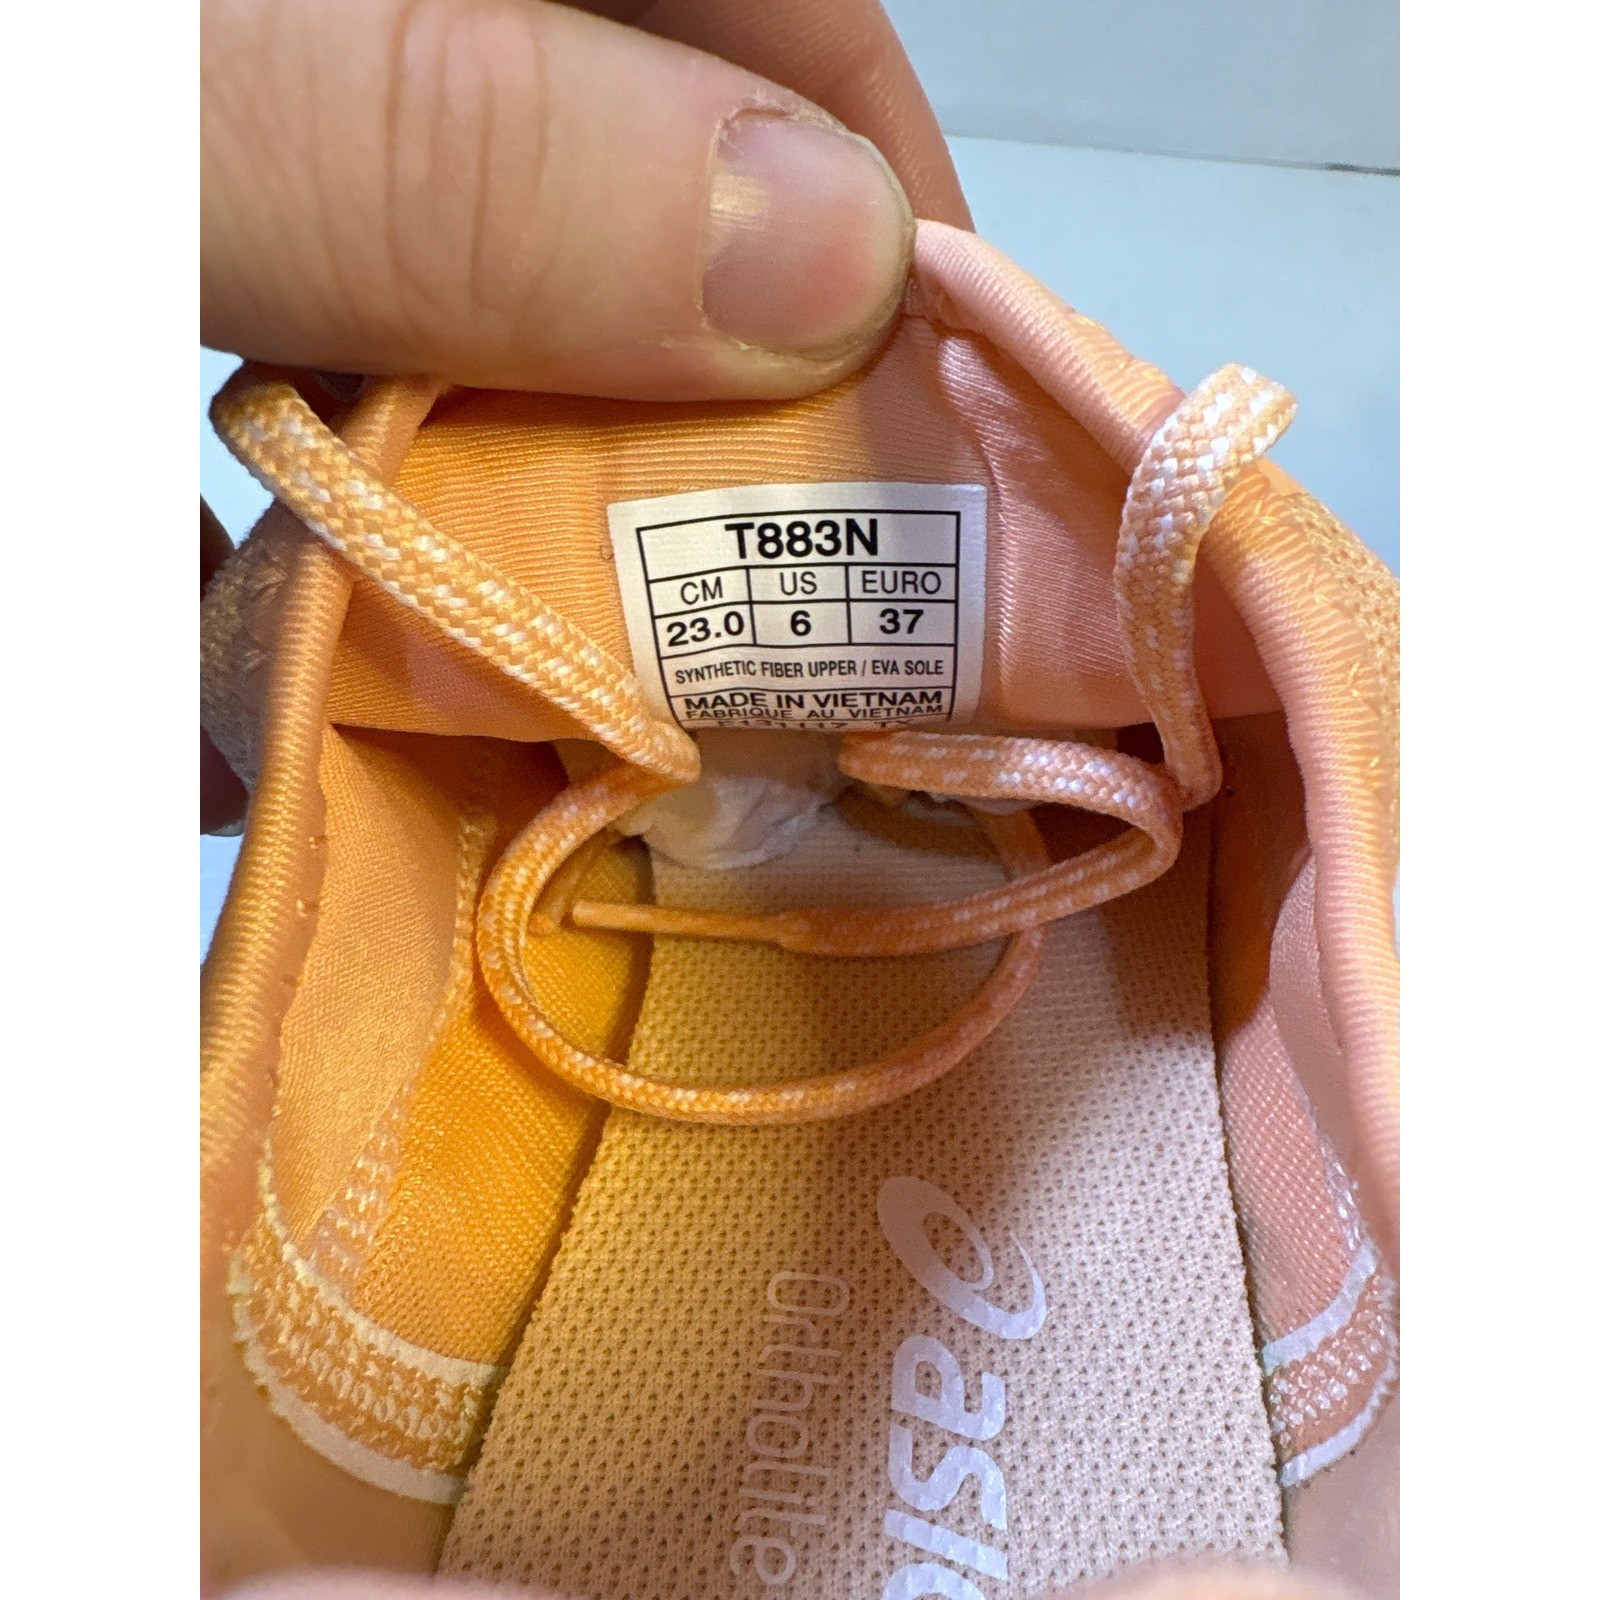 T883N
CM US EURO
23.0 6 37
SYNTHETIC FIBER UPPER / EVA SOLE
MADE IN VIETNAM
FABRIQUE AU VIETNAM
asic
Ortholite